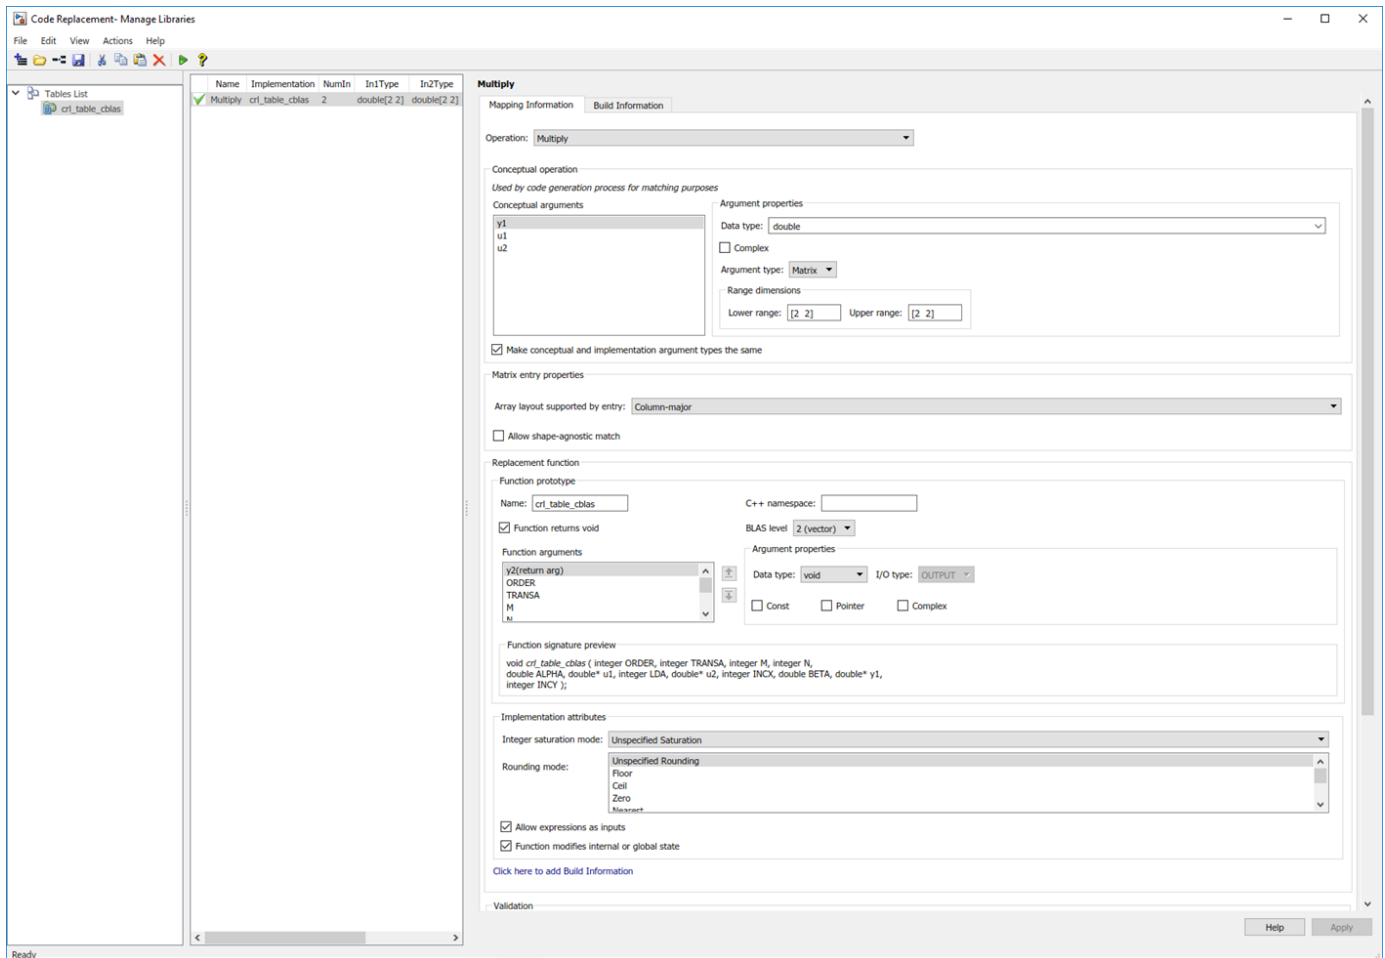 Code Replacement- Manage Libraries
File Edit View Actions Help
Tables List
crl_table_cblas
Name Implementation NumIn In1Type In2Type
Multiply crl_table_cblas 2 double[2 2] double[2 2]
Multiply
Mapping Information Build Information
Operation: Multiply
Conceptual operation
Used by code generation process for matching purposes
Conceptual arguments
y1
u1
u2
Argument properties
Data type: double
Complex
Argument type: Matrix
Range dimensions
Lower range: [2 2] Upper range: [2 2]
Make conceptual and implementation argument types the same
Matrix entry properties
Array layout supported by entry: Column-major
Allow shape-agnostic match
Replacement function
Function prototype
Name: crl_table_cblas C++ namespace:
Function returns void BLAS level 2 (vector)
Function arguments
y2(return arg)
ORDER
TRANSA
M
N
Argument properties
Data type: void I/O type: OUTPUT
Const Pointer Complex
Function signature preview
void crl_table_cblas ( integer ORDER, integer TRANSA, integer M, integer N,
double ALPHA, double* u1, integer LDA, double* u2, integer INCX, double BETA, double* y1,
integer INCY );
Implementation attributes
Integer saturation mode: Unspecified Saturation
Rounding mode:
Unspecified Rounding
Floor
Ceil
Zero
Nearest
Allow expressions as inputs
Function modifies internal or global state
Click here to add Build Information
Validation
Help Apply
Ready